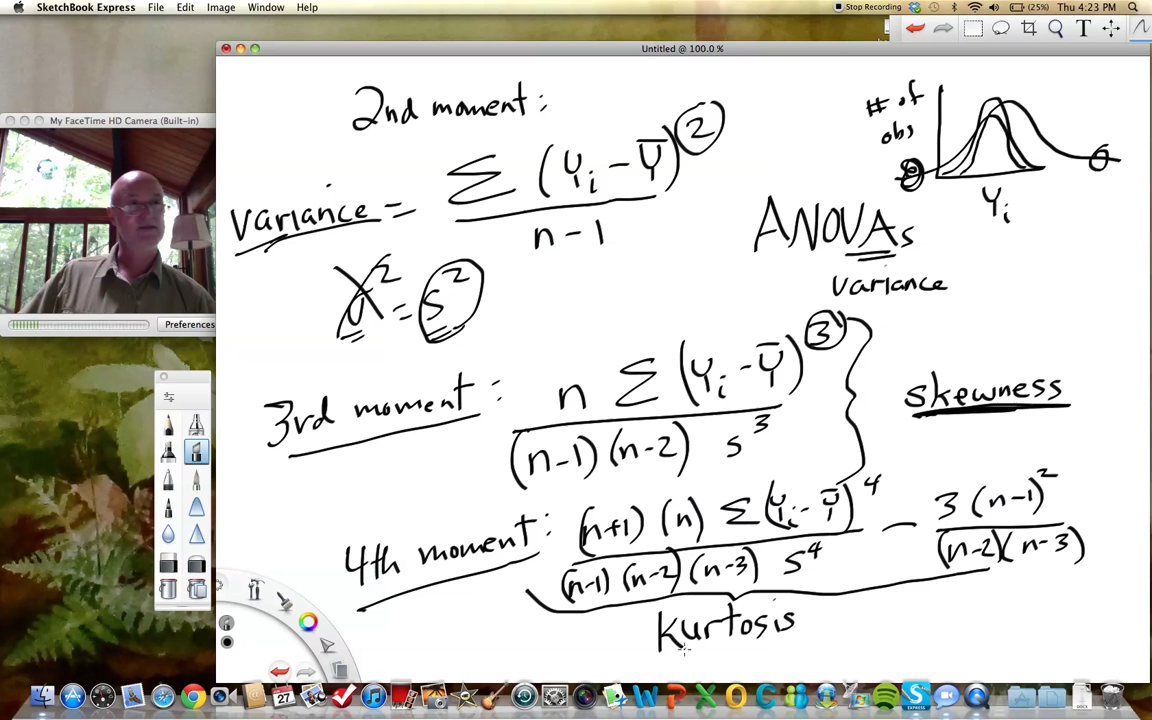 SketchBook Express File Edit Image Window Help Stop Recording (25%) Thu 4:23 PM
Untitled @ 100.0 %
My FaceTime HD Camera (Built-in)
Preferences
2nd moment:
# of
obs
Yᵢ
variance = Σ (Yᵢ - Ȳ)² / n-1
ANOVAs
variance
= s²
3rd moment: n Σ (Yᵢ - Ȳ)³ / (n-1)(n-2) s³
skewness
4th moment: (n+1)(n) Σ(Yᵢ - Ȳ)⁴ / (n-1)(n-2)(n-3) s⁴ - 3(n-1)² / (n-2)(n-3)
kurtosis